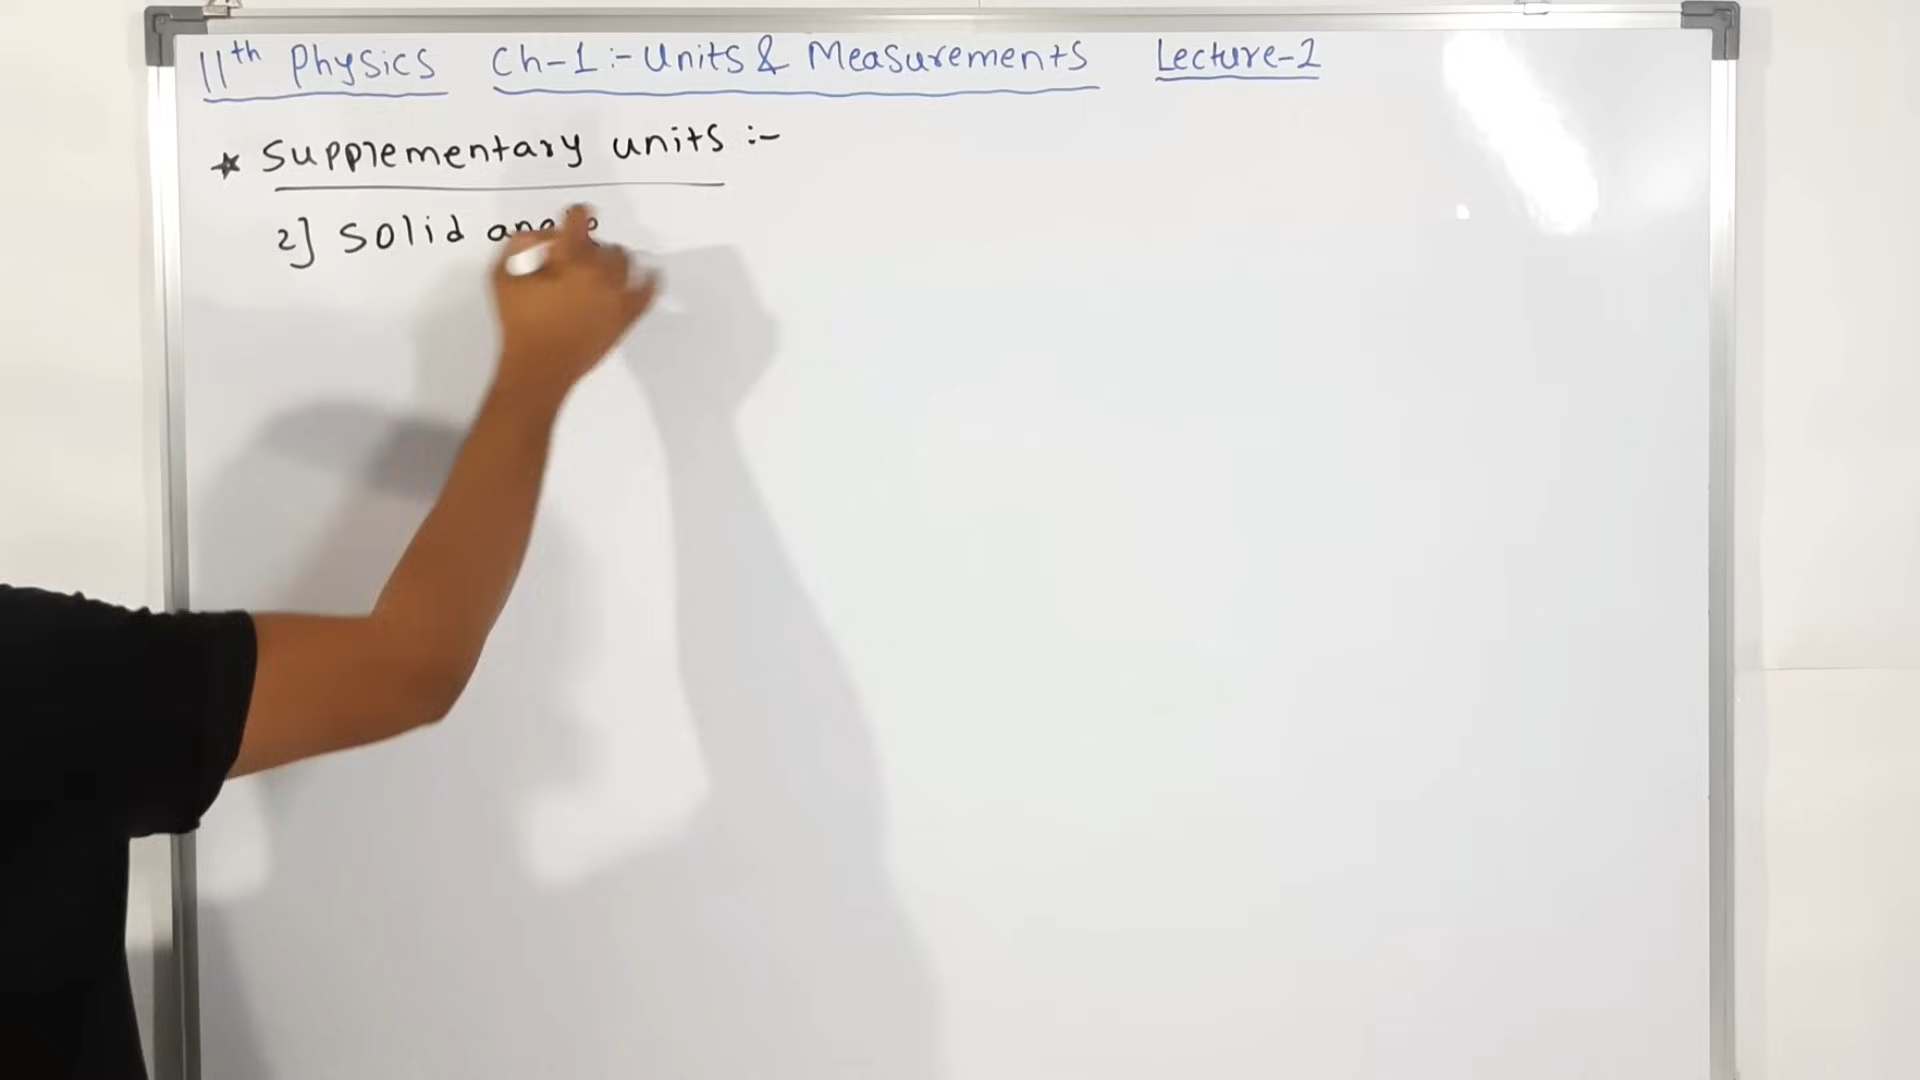 11th Physics Ch-1:- Units & Measurements Lecture-2
* Supplementary units :-
2] Solid angle